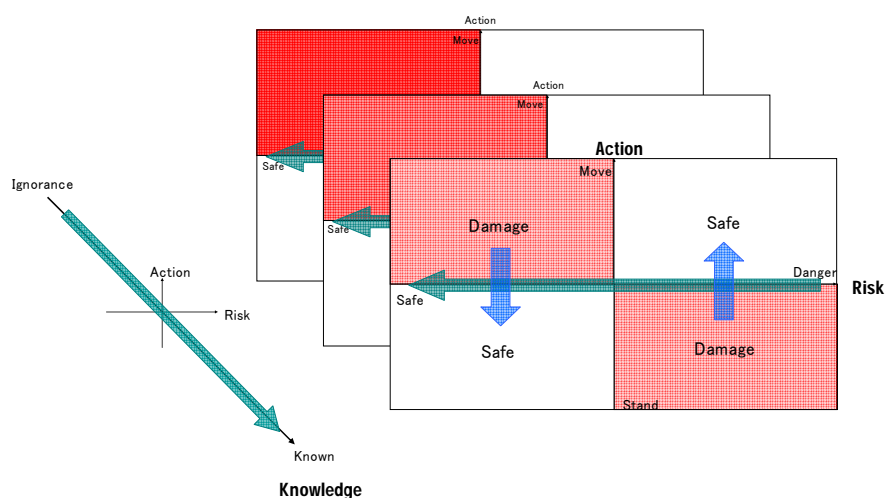 Action
Move
Action
Move
Safe
Action
Move
Ignorance
Safe
Damage
Safe
Action
Danger
Risk
Safe
Risk
Safe
Damage
Stand
Known
Knowledge